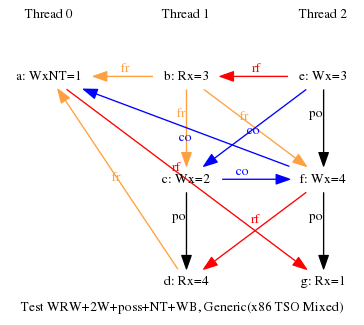 Thread 0 Thread 1 Thread 2
a: WxNT=1 fr b: Rx=3 rf e: Wx=3
fr fr po
co co
rf
fr c: Wx=2 co f: Wx=4
po rf po
d: Rx=4 g: Rx=1
Test WRW+2W+poss+NT+WB, Generic(x86 TSO Mixed)